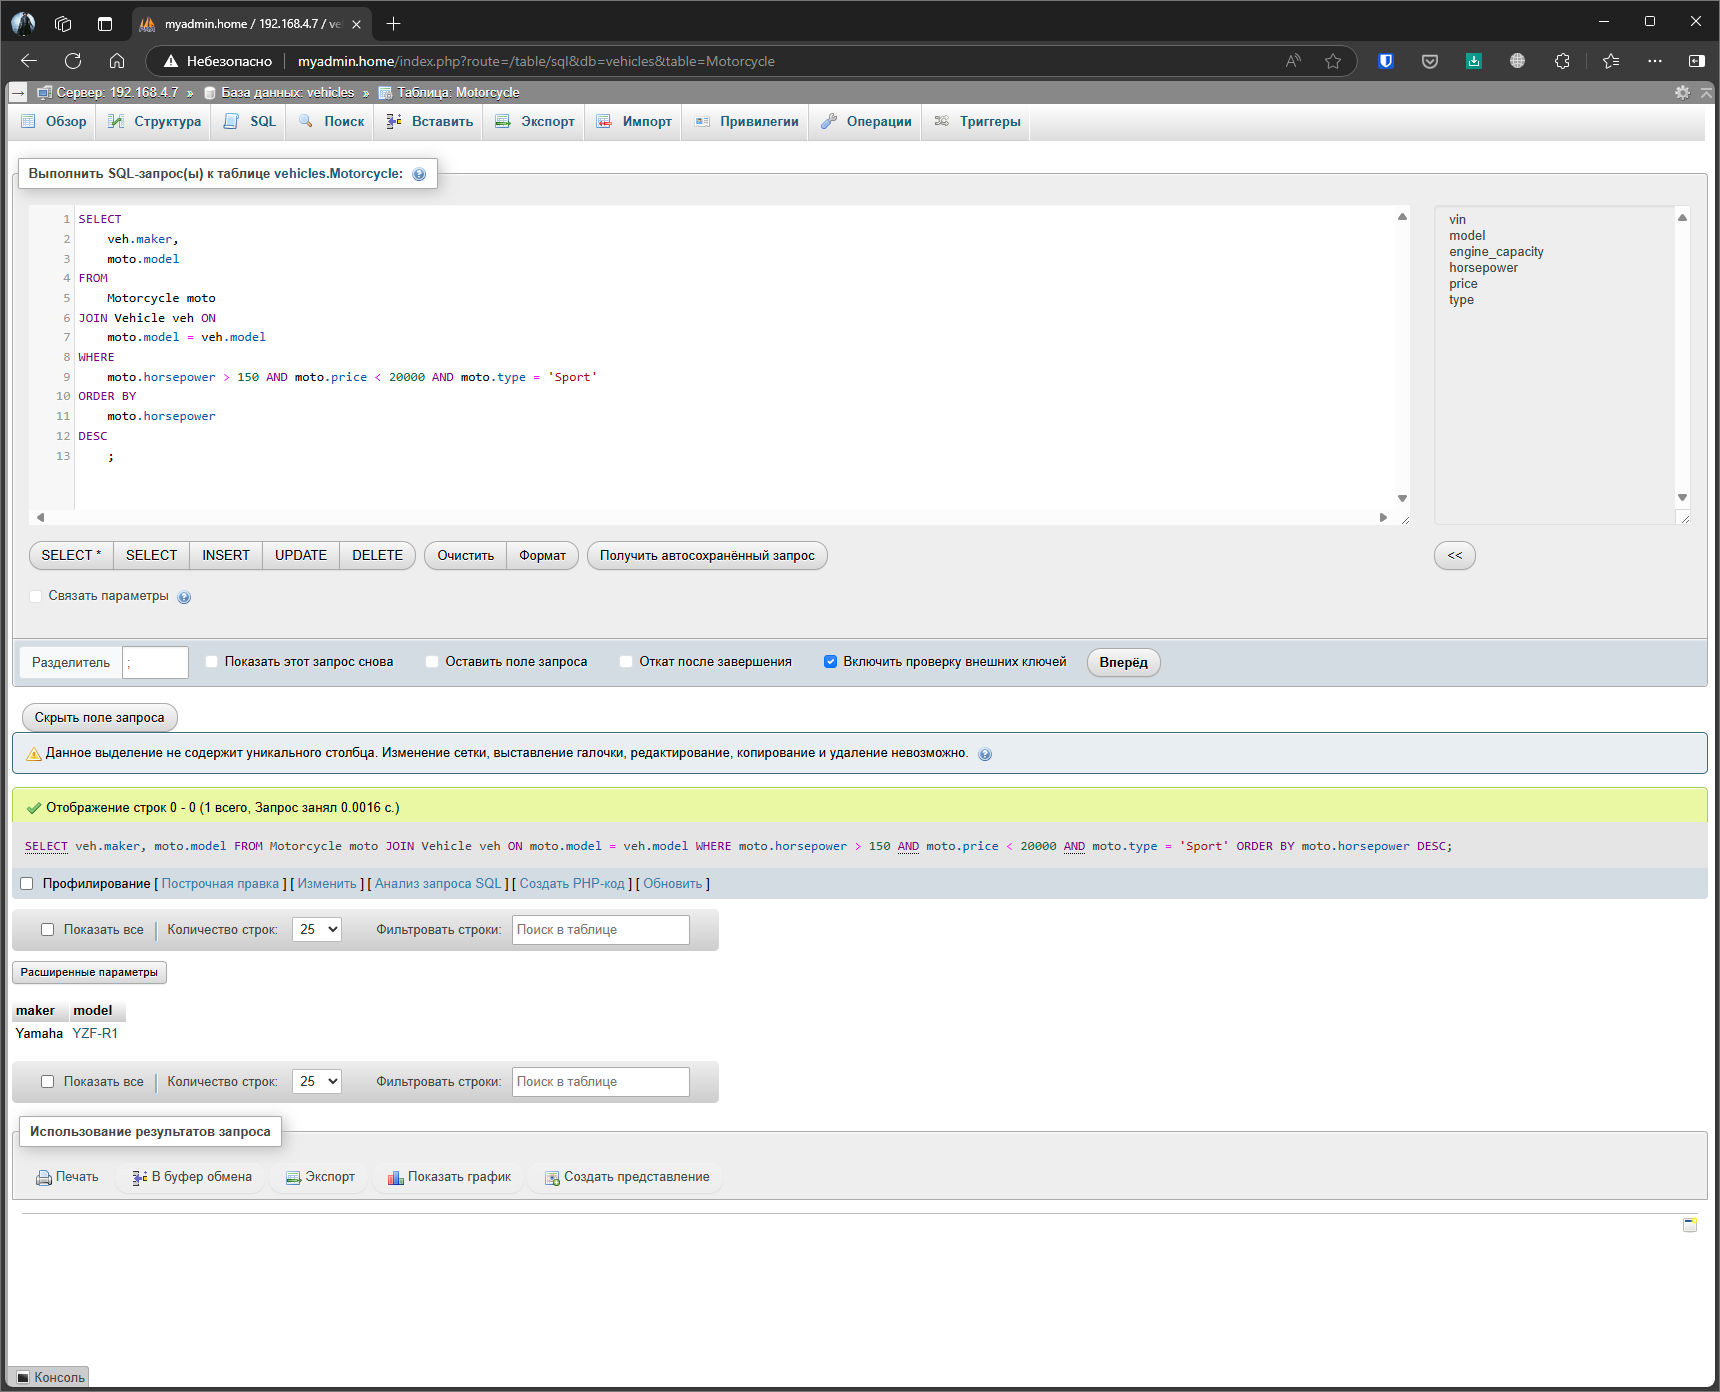 myadmin.home / 192.168.4.7 / ve
Небезопасно
myadmin.home/index.php?route=/table/sql&db=vehicles&table=Motorcycle
Сервер: 192.168.4.7 » База данных: vehicles » Таблица: Motorcycle
Обзор Структура SQL Поиск Вставить Экспорт Импорт Привилегии Операции Триггеры
Выполнить SQL-запрос(ы) к таблице vehicles.Motorcycle:
1 SELECT
2 veh.maker,
3 moto.model
4 FROM
5 Motorcycle moto
6 JOIN Vehicle veh ON
7 moto.model = veh.model
8 WHERE
9 moto.horsepower > 150 AND moto.price < 20000 AND moto.type = 'Sport'
10 ORDER BY
11 moto.horsepower
12 DESC
13 ;
vin
model
engine_capacity
horsepower
price
type
SELECT * SELECT INSERT UPDATE DELETE Очистить Формат Получить автосохранённый запрос <<
Связать параметры
Разделитель ; Показать этот запрос снова Оставить поле запроса Откат после завершения Включить проверку внешних ключей Вперёд
Скрыть поле запроса
Данное выделение не содержит уникального столбца. Изменение сетки, выставление галочки, редактирование, копирование и удаление невозможно.
Отображение строк 0 - 0 (1 всего, Запрос занял 0.0016 с.)
SELECT veh.maker, moto.model FROM Motorcycle moto JOIN Vehicle veh ON moto.model = veh.model WHERE moto.horsepower > 150 AND moto.price < 20000 AND moto.type = 'Sport' ORDER BY moto.horsepower DESC;
Профилирование [ Построчная правка ] [ Изменить ] [ Анализ запроса SQL ] [ Создать PHP-код ] [ Обновить ]
Показать все Количество строк: 25 Фильтровать строки: Поиск в таблице
Расширенные параметры
maker model
Yamaha YZF-R1
Показать все Количество строк: 25 Фильтровать строки: Поиск в таблице
Использование результатов запроса
Печать В буфер обмена Экспорт Показать график Создать представление
Консоль